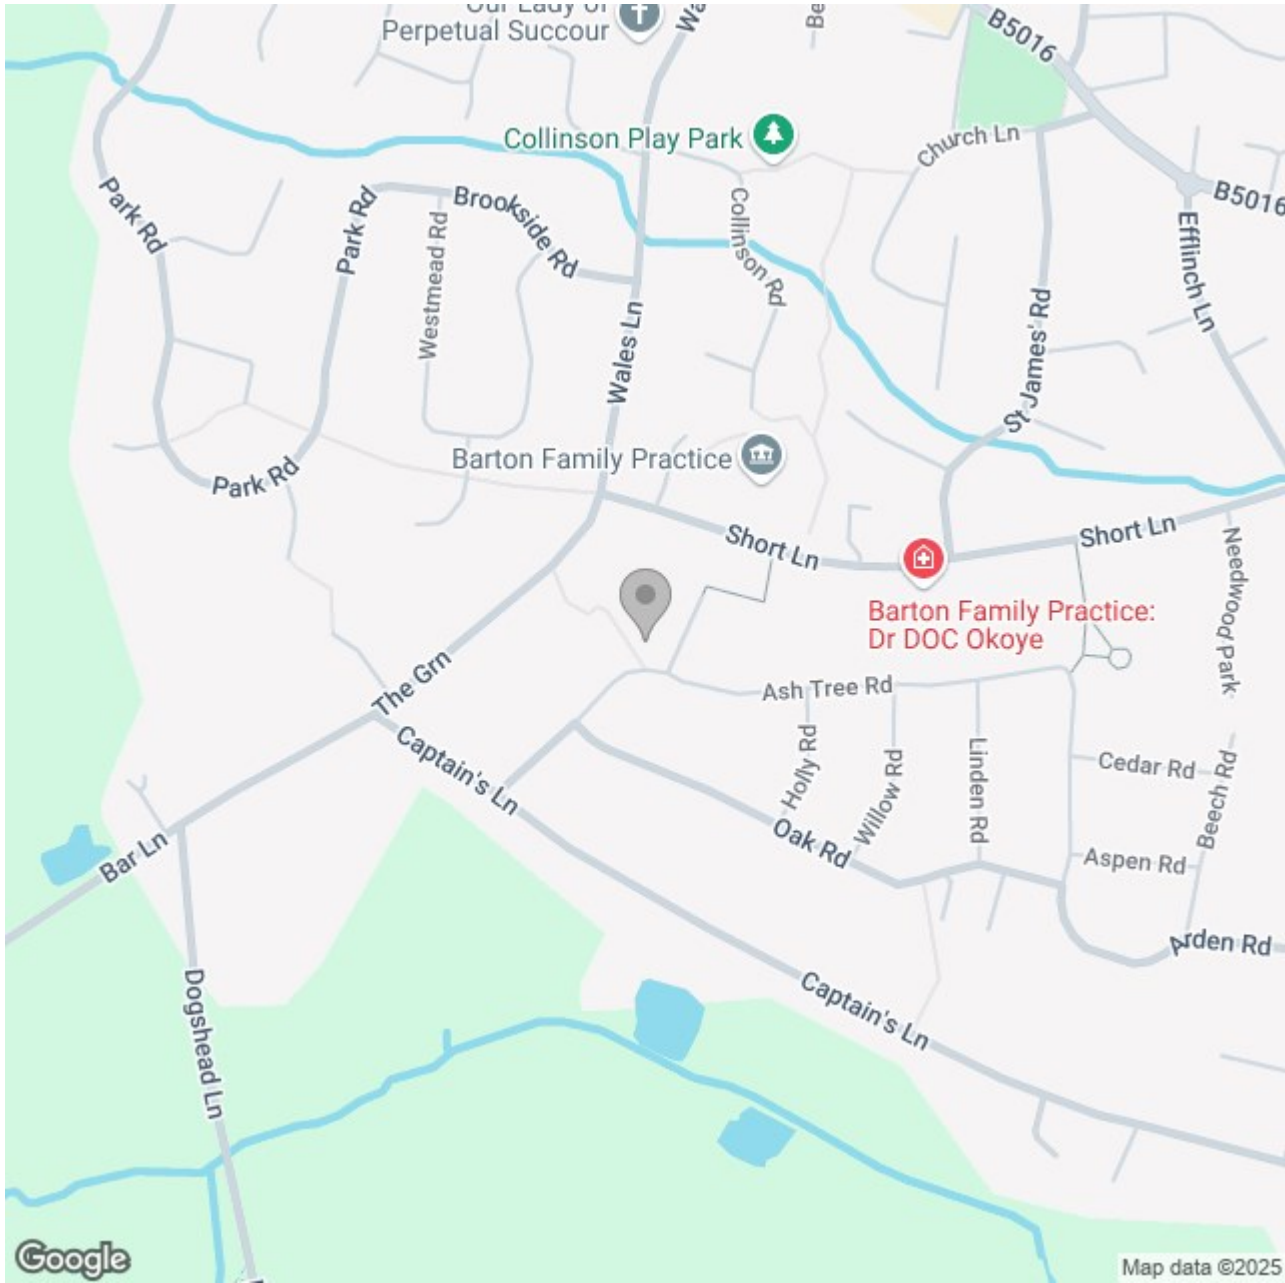 Our Lady of
Perpetual Succour
B5016
Collinson Play Park
Church Ln
B5016
Park Rd
Park Rd
Brookside Rd
Westmead Rd
Collinson Rd
Efflinch Ln
Wales Ln
St James' Rd
Barton Family Practice
Park Rd
Short Ln
Short Ln
Needwood Park
Barton Family Practice:
Dr DOC Okoye
The Grn
Ash Tree Rd
Captain's Ln
Holly Rd
Willow Rd
Linden Rd
Cedar Rd
Beech Rd
Oak Rd
Aspen Rd
Bar Ln
Arden Rd
Dogshead Ln
Captain's Ln
Google
Map data ©2025